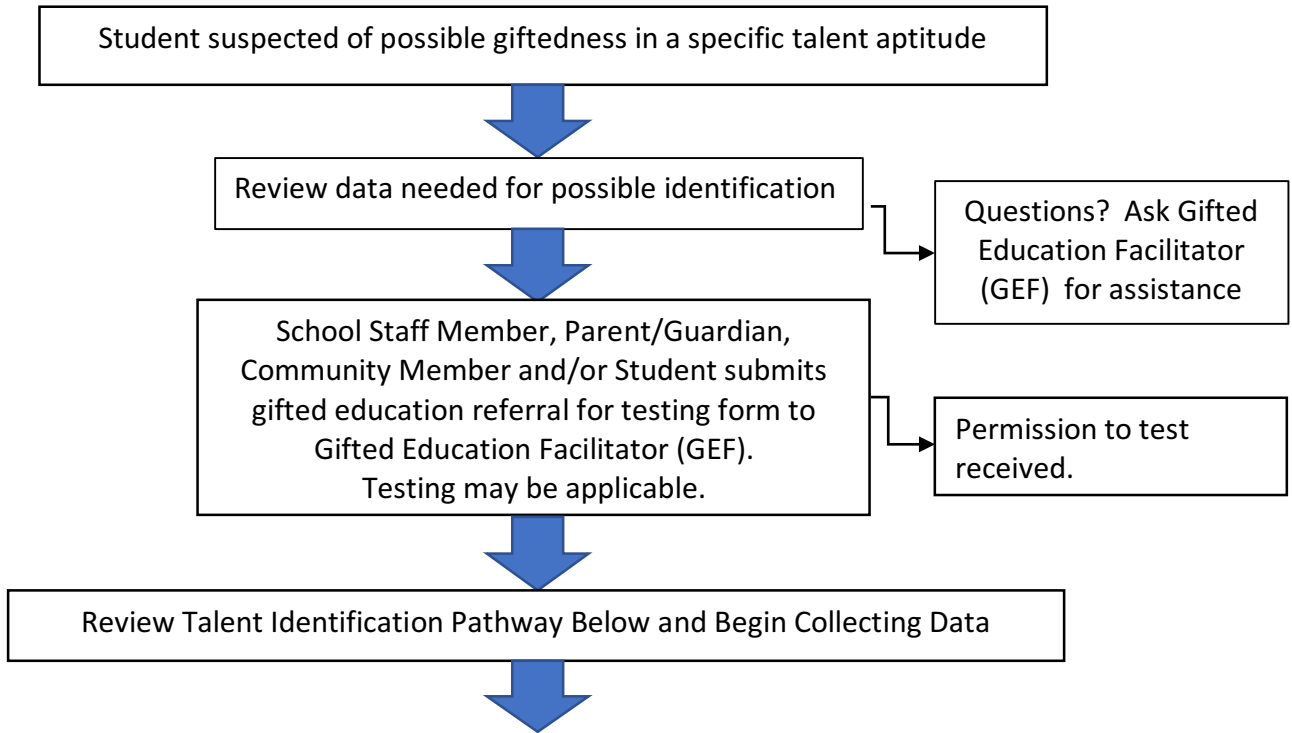 Student suspected of possible giftedness in a specific talent aptitude
Review data needed for possible identification
Questions? Ask Gifted
Education Facilitator
(GEF) for assistance
School Staff Member, Parent/Guardian,
Community Member and/or Student submits
gifted education referral for testing form to
Gifted Education Facilitator (GEF).
Testing may be applicable.
Permission to test
received.
Review Talent Identification Pathway Below and Begin Collecting Data